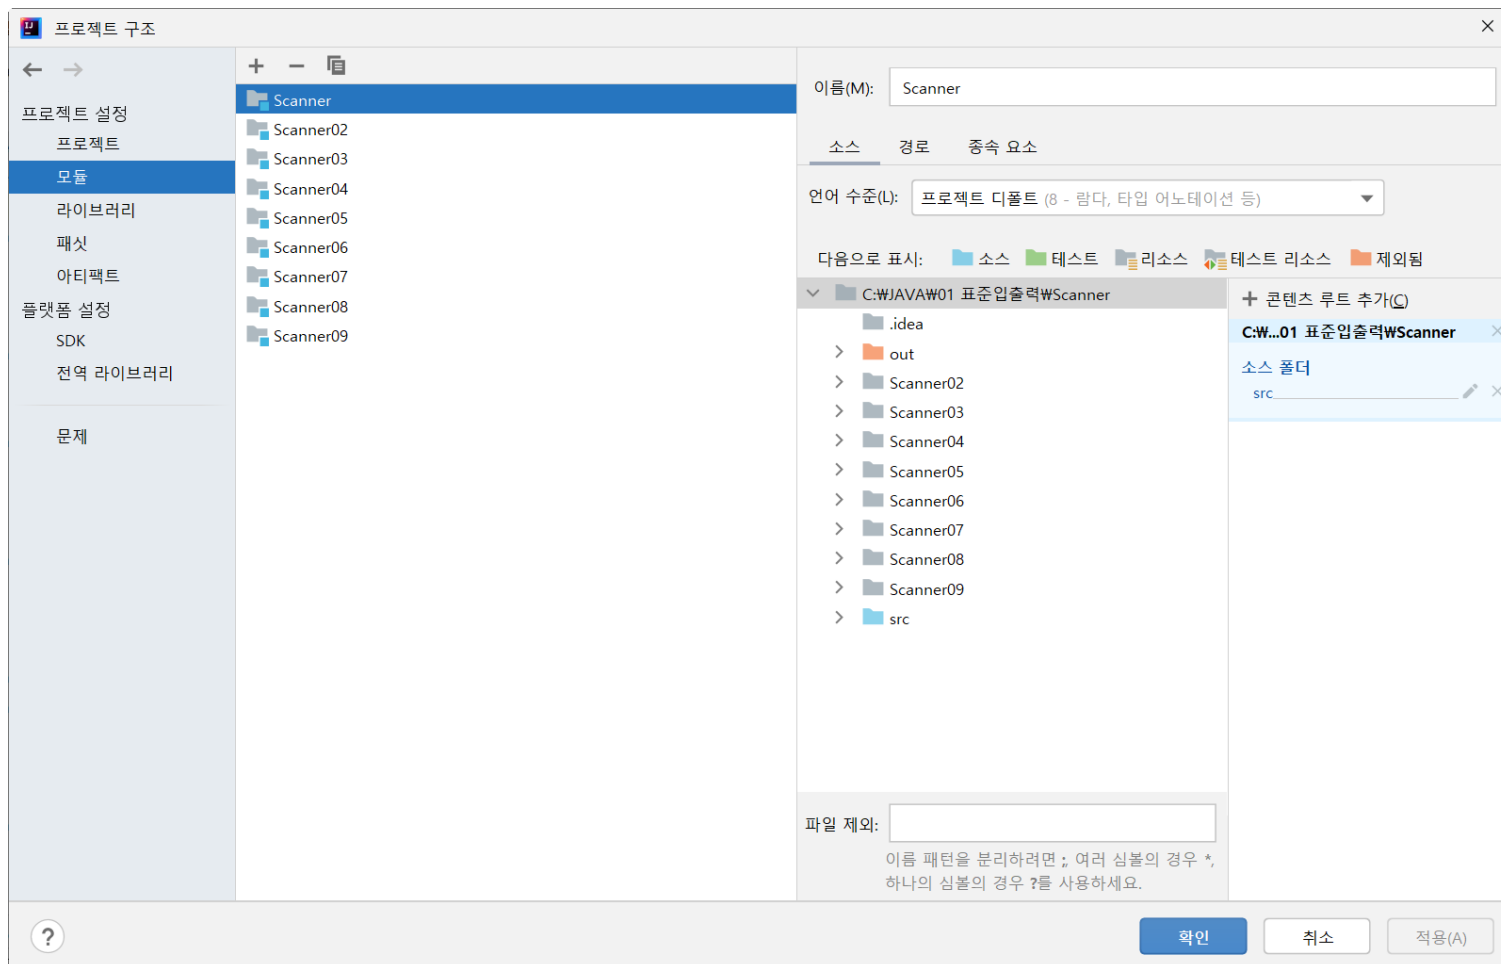 프로젝트 구조
프로젝트 설정
프로젝트
모듈
라이브러리
패싯
아티팩트
플랫폼 설정
SDK
전역 라이브러리
문제
Scanner
Scanner02
Scanner03
Scanner04
Scanner05
Scanner06
Scanner07
Scanner08
Scanner09
이름(M): Scanner
소스 경로 종속 요소
언어 수준(L): 프로젝트 디폴트 (8 - 람다, 타입 어노테이션 등)
다음으로 표시: 소스 테스트 리소스 테스트 리소스 제외됨
C:₩JAVA₩01 표준입출력₩Scanner
.idea
out
Scanner02
Scanner03
Scanner04
Scanner05
Scanner06
Scanner07
Scanner08
Scanner09
src
+ 콘텐츠 루트 추가(C)
C:₩...01 표준입출력₩Scanner
소스 폴더
src
파일 제외:
이름 패턴을 분리하려면 ;, 여러 심볼의 경우 *,
하나의 심볼의 경우 ?를 사용하세요.
?
확인 취소 적용(A)